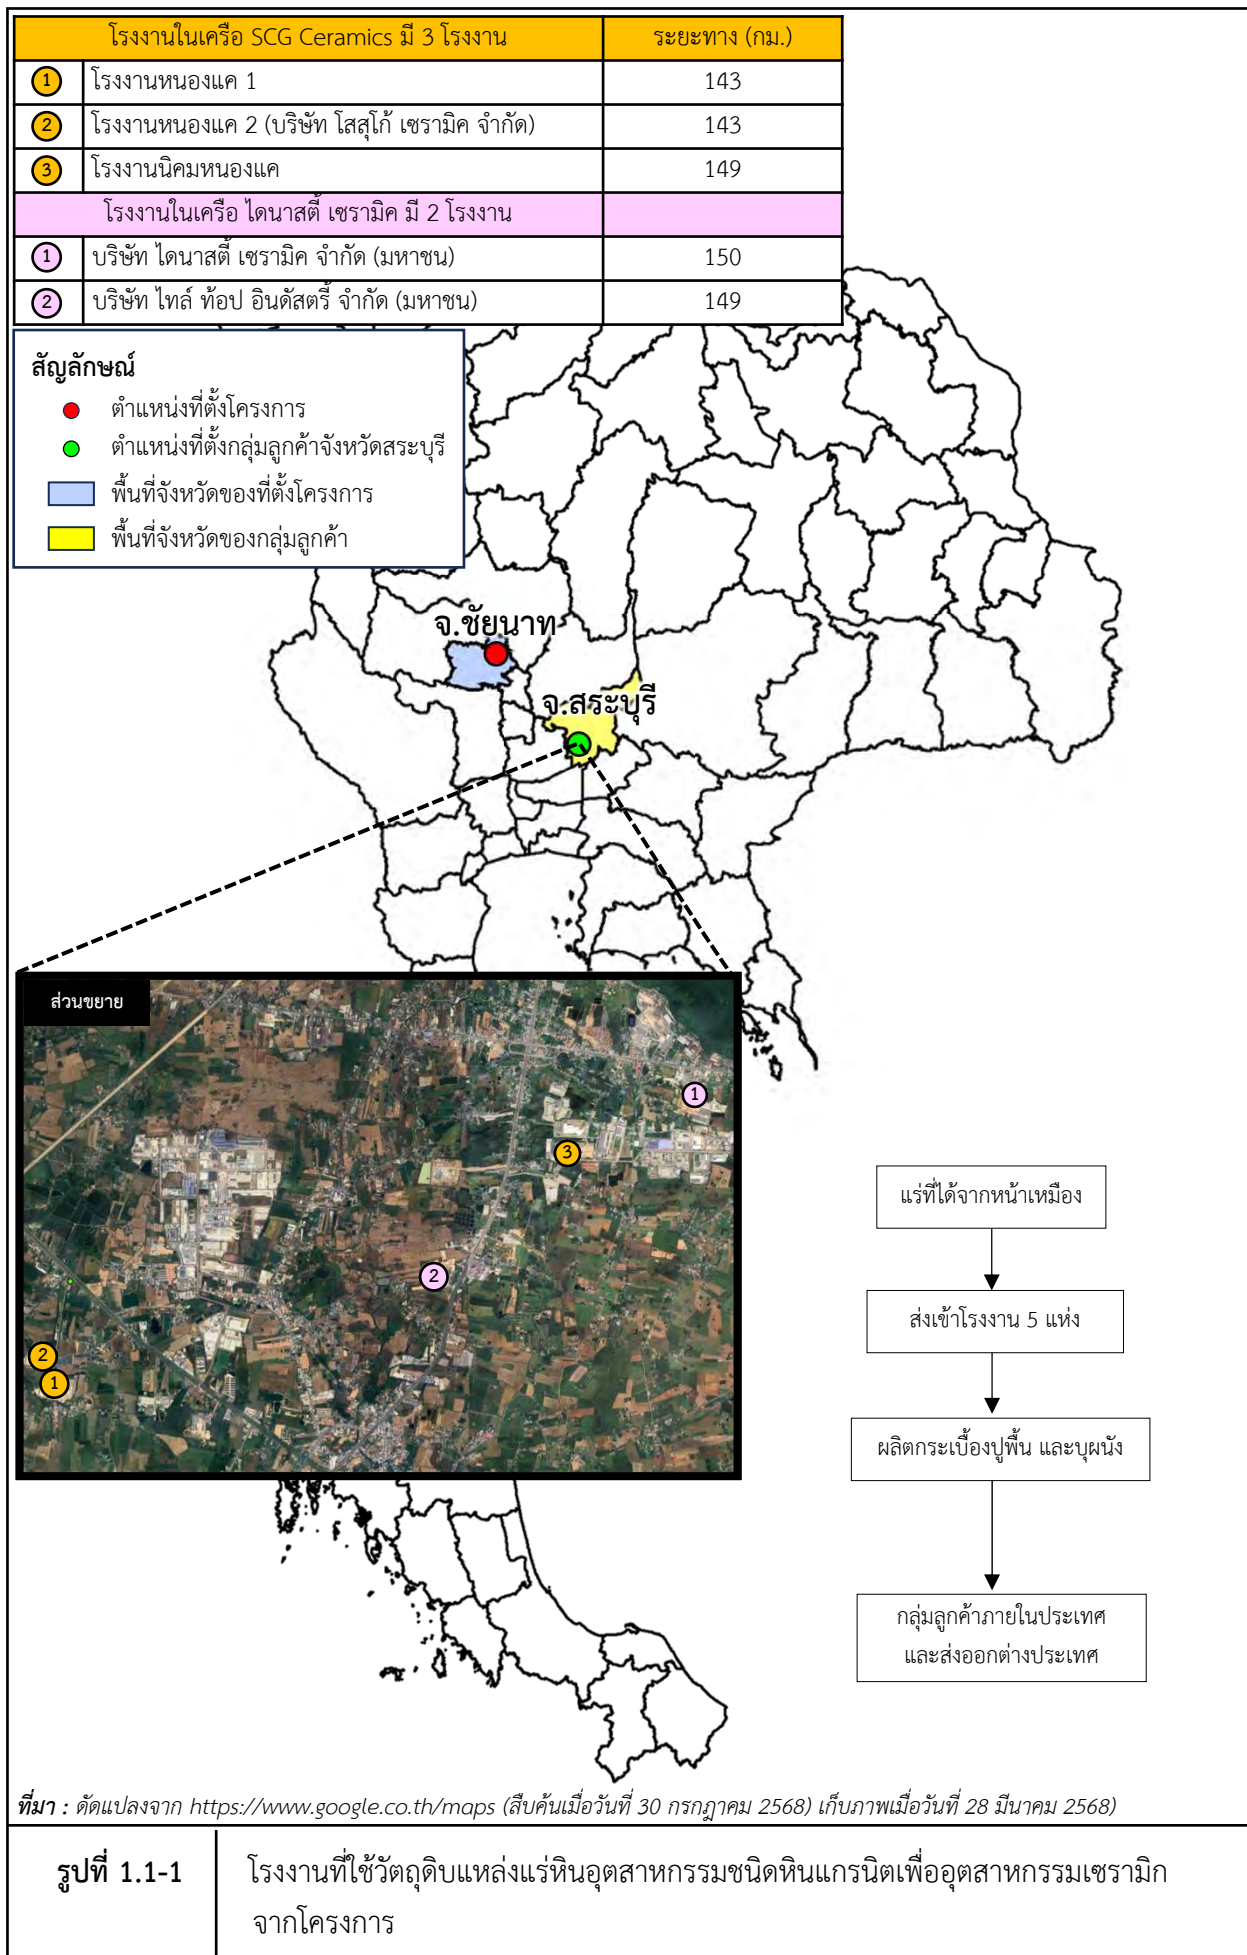 โรงงานในเครือ SCG Ceramics มี 3 โรงงาน ระยะทาง (กม.)
1 โรงงานหนองแค 1 143
2 โรงงานหนองแค 2 (บริษัท โสสุโก้ เซรามิค จำกัด) 143
3 โรงงานนิคมหนองแค 149
โรงงานในเครือ ไดนาสตี้ เซรามิค มี 2 โรงงาน
1 บริษัท ไดนาสตี้ เซรามิค จำกัด (มหาชน) 150
2 บริษัท ไทล์ ท้อป อินดัสตรี้ จำกัด (มหาชน) 149
สัญลักษณ์
ตำแหน่งที่ตั้งโครงการ
ตำแหน่งที่ตั้งกลุ่มลูกค้าจังหวัดสระบุรี
พื้นที่จังหวัดของที่ตั้งโครงการ
พื้นที่จังหวัดของกลุ่มลูกค้า
จ.ชัยนาท
จ.สระบุรี
ส่วนขยาย
1
3
2
2
1
แร่ที่ได้จากหน้าเหมือง
ส่งเข้าโรงงาน 5 แห่ง
ผลิตกระเบื้องปูพื้น และบุผนัง
กลุ่มลูกค้าภายในประเทศ
และส่งออกต่างประเทศ
ที่มา : ดัดแปลงจาก https://www.google.co.th/maps (สืบค้นเมื่อวันที่ 30 กรกฎาคม 2568) เก็บภาพเมื่อวันที่ 28 มีนาคม 2568)
รูปที่ 1.1-1 โรงงานที่ใช้วัตถุดิบแหล่งแร่หินอุตสาหกรรมชนิดหินแกรนิตเพื่ออุตสาหกรรมเซรามิก
จากโครงการ